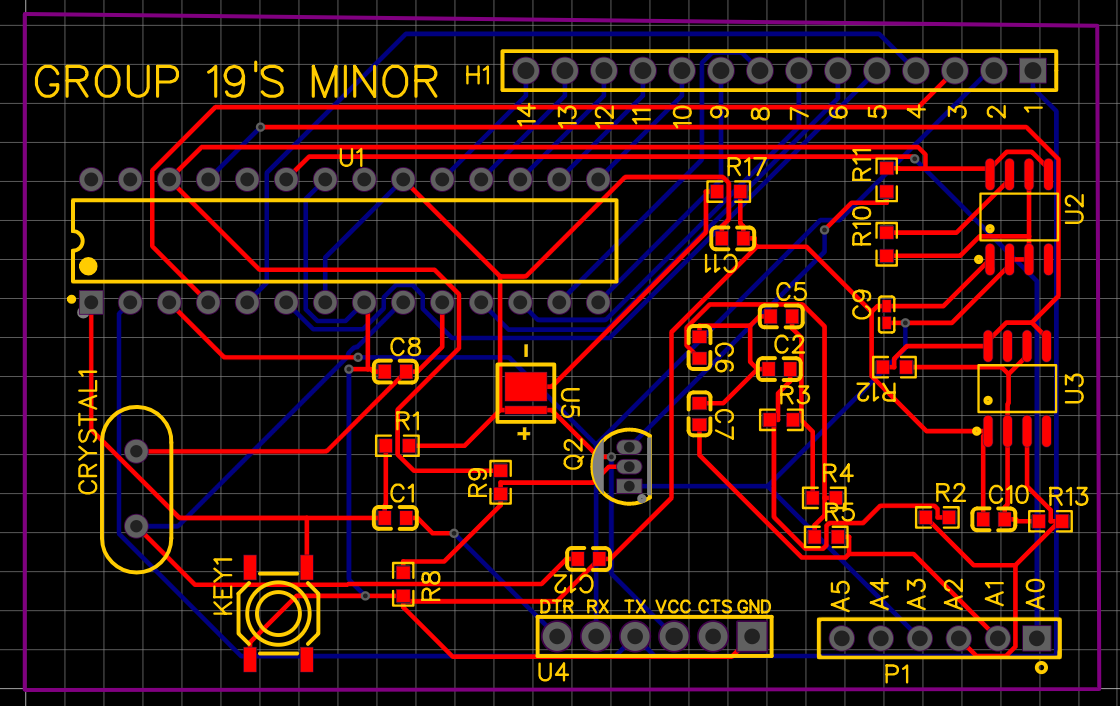 GROUP 19'S MINOR
H1
14 13 12 11 10 9 8 7 6 5 4 3 2 1
U1
R17
R11
U2
R10
C11
C5
C9
C8
C6
C2
U5
R3
R12
U3
CRYSTAL1
R1
C7
Q2
R9
R4
C1
R5
R2
C10
R13
KEY1
R8
C12
DTR RX TX VCC CTS GND
A5 A4 A3 A2 A1 A0
U4
P1